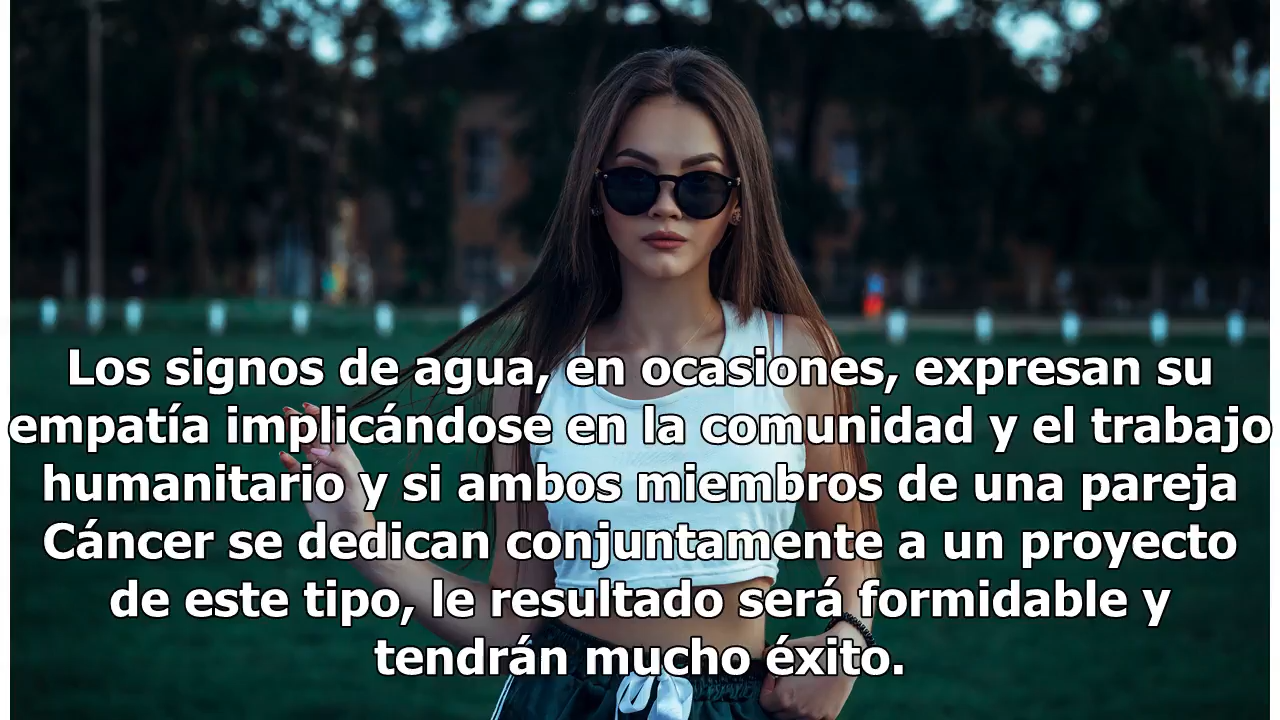 Los signos de agua, en ocasiones, expresan su
empatía implicándose en la comunidad y el trabajo
humanitario y si ambos miembros de una pareja
Cáncer se dedican conjuntamente a un proyecto
de este tipo, le resultado será formidable y
tendrán mucho éxito.